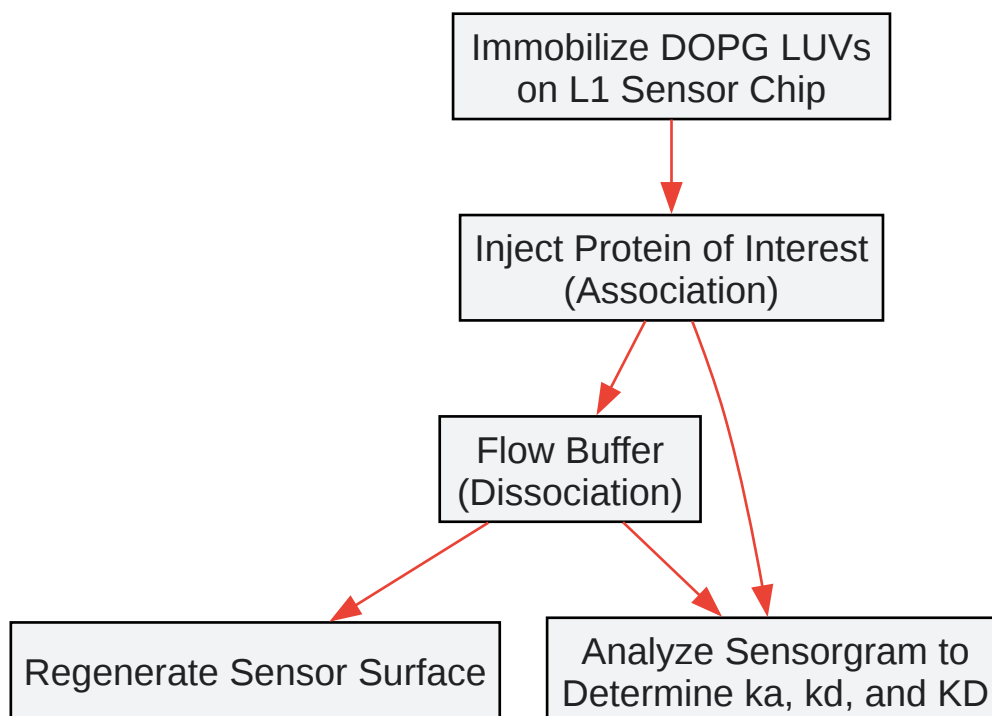 Immobilize DOPG LUVs
on L1 Sensor Chip
Inject Protein of Interest
(Association)
Flow Buffer
(Dissociation)
Regenerate Sensor Surface
Analyze Sensorgram to
Determine ka, kd, and KD